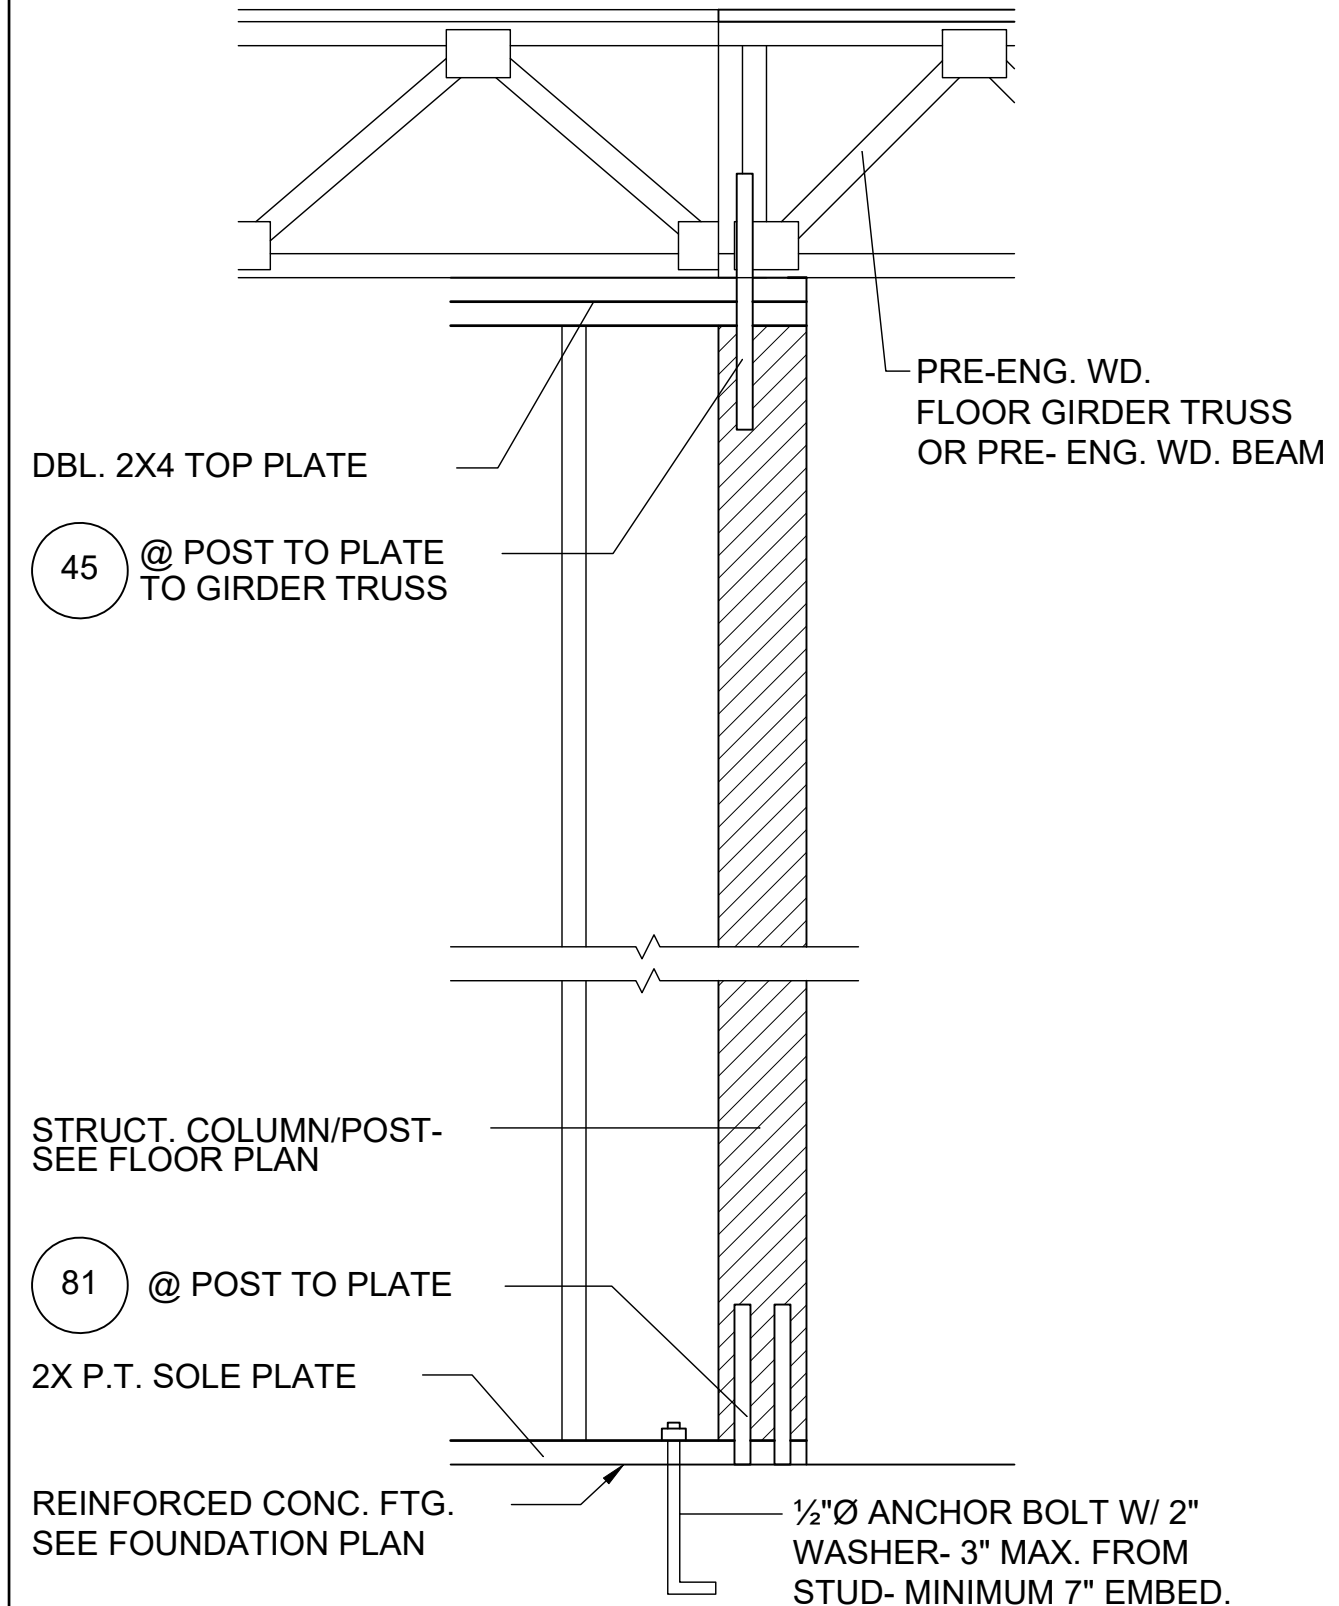 PRE-ENG. WD.
FLOOR GIRDER TRUSS
OR PRE- ENG. WD. BEAM
DBL. 2X4 TOP PLATE
45
@ POST TO PLATE
TO GIRDER TRUSS
STRUCT. COLUMN/POST-
SEE FLOOR PLAN
81
@ POST TO PLATE
2X P.T. SOLE PLATE
REINFORCED CONC. FTG.
SEE FOUNDATION PLAN
½"Ø ANCHOR BOLT W/ 2"
WASHER- 3" MAX. FROM
STUD- MINIMUM 7" EMBED.